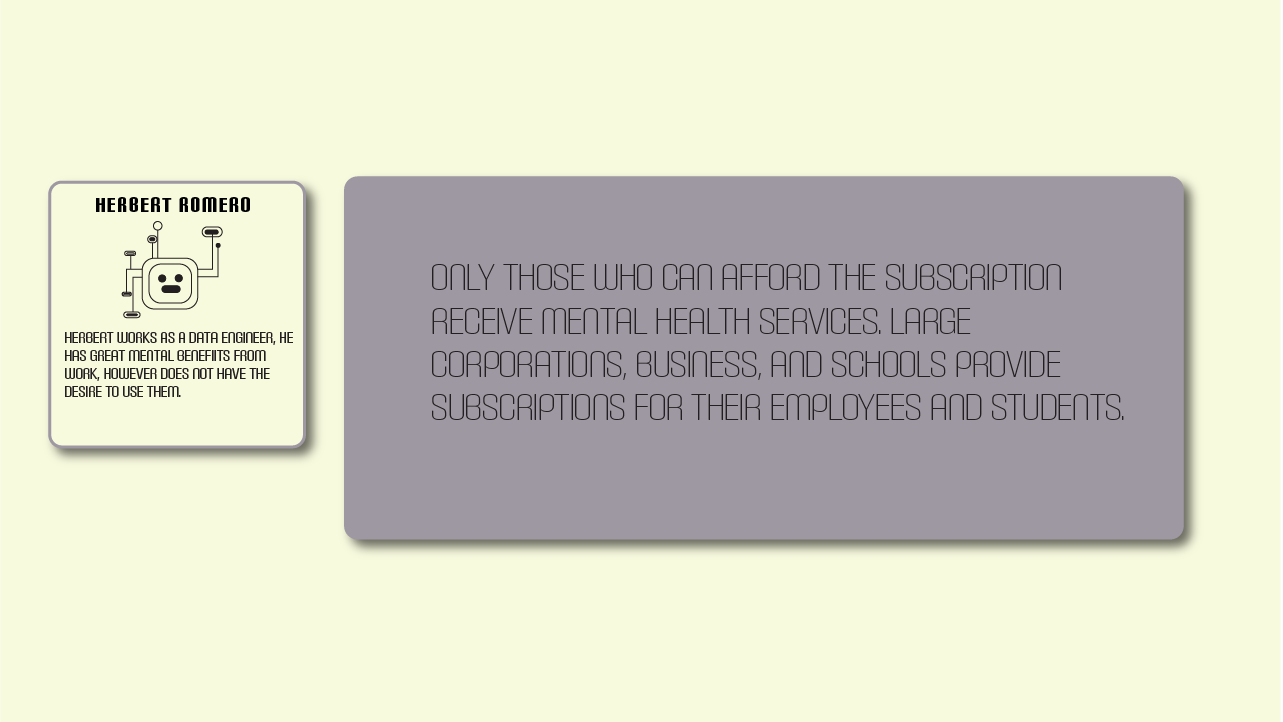 HERBERT ROMERO
HERBERT WORKS AS A DATA ENGINEER, HE
HAS GREAT MENTAL BENEFIITS FROM
WORK, HOWEVER DOES NOT HAVE THE
DESIRE TO USE THEM.
ONLY THOSE WHO CAN AFFORD THE SUBSCRIPTION
RECEIVE MENTAL HEALTH SERVICES. LARGE
CORPORATIONS, BUSINESS, AND SCHOOLS PROVIDE
SUBSCRIPTIONS FOR THEIR EMPLOYEES AND STUDENTS.